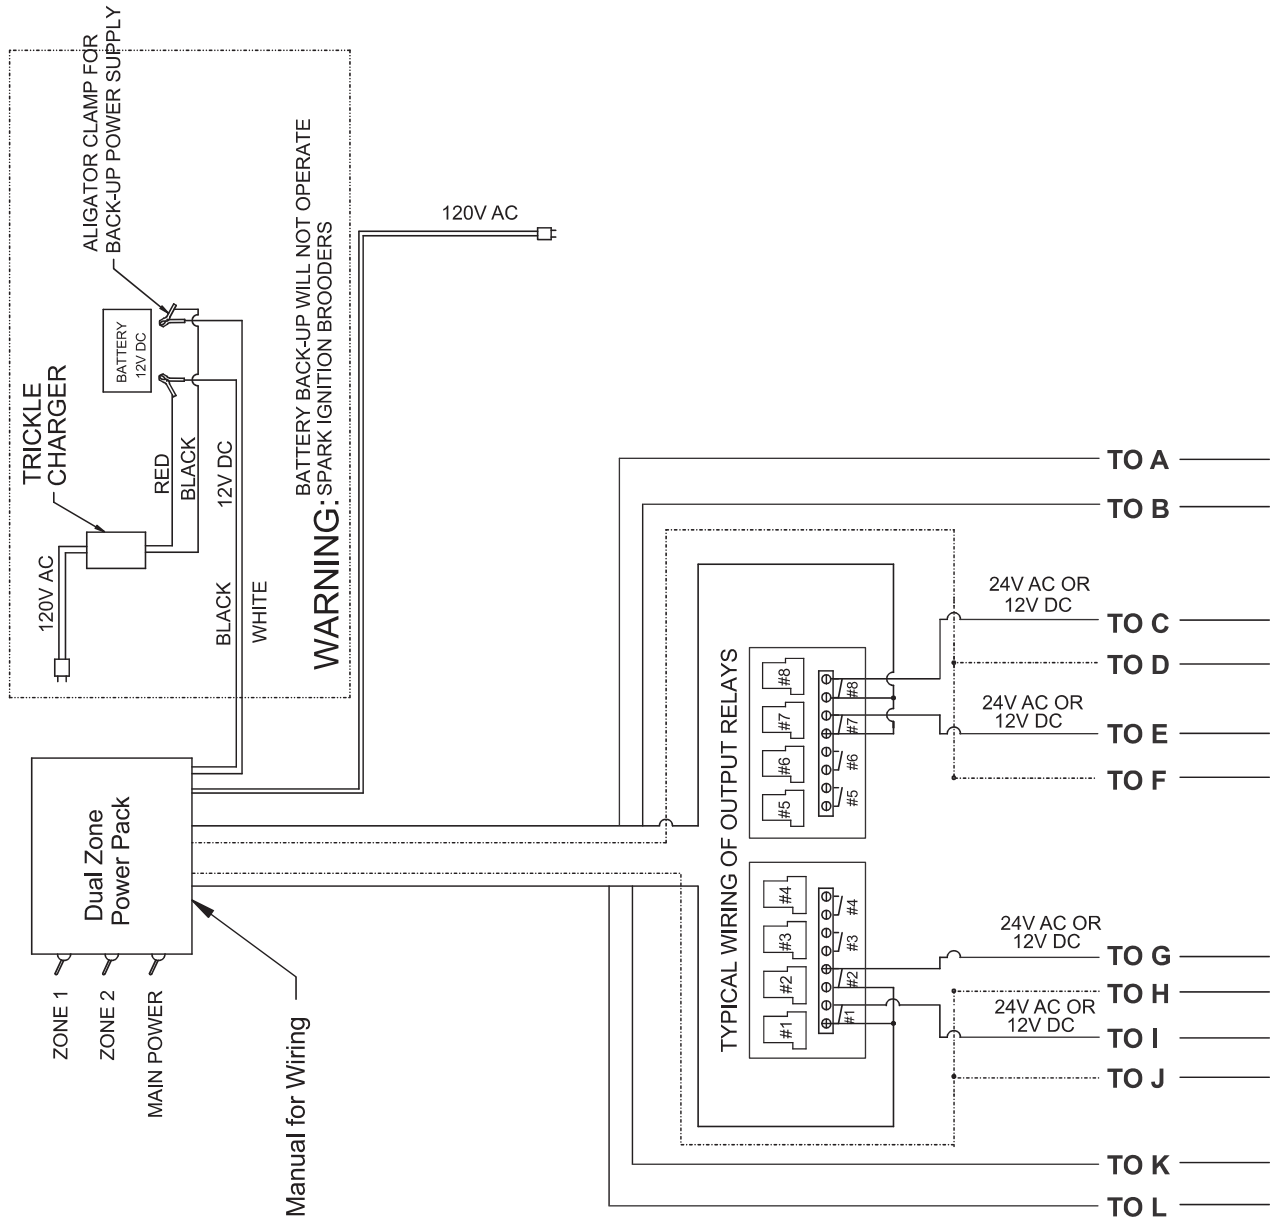 ALIGATOR CLAMP FOR
BACK-UP POWER SUPPLY
BATTERY
12V DC
TRICKLE
CHARGER
RED
BLACK
12V DC
120V AC
BLACK
WHITE
WARNING:
BATTERY BACK-UP WILL NOT OPERATE
SPARK IGNITION BROODERS
120V AC
Dual Zone
Power Pack
ZONE 1
ZONE 2
MAIN POWER
Manual for Wiring
TYPICAL WIRING OF OUTPUT RELAYS
#8
#7
#6
#5
#8
#7
#6
#5
#4
#3
#2
#1
#4
#3
#2
#1
TO A
TO B
24V AC OR
12V DC
TO C
TO D
24V AC OR
12V DC
TO E
TO F
24V AC OR
12V DC
TO G
TO H
24V AC OR
12V DC
TO I
TO J
TO K
TO L